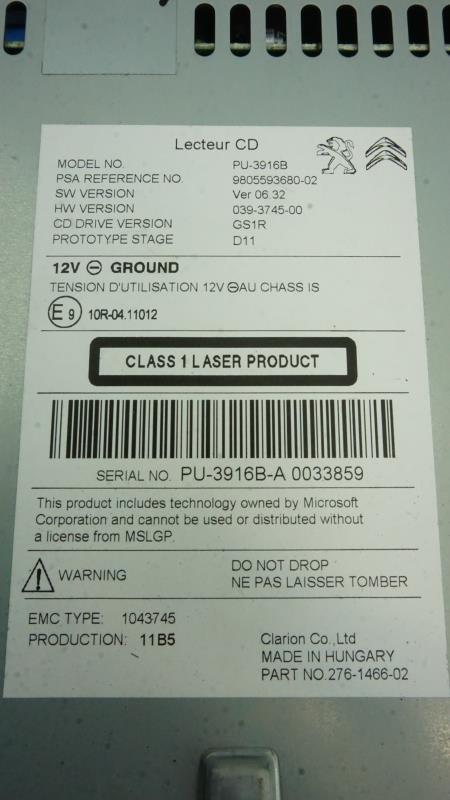 Lecteur CD
MODEL NO. PU-3916B
PSA REFERENCE NO. 9805593680-02
SW VERSION Ver 06.32
HW VERSION 039-3745-00
CD DRIVE VERSION GS1R
PROTOTYPE STAGE D11
12V ⊖ GROUND
TENSION D'UTILISATION 12V ⊖AU CHASS IS
E9 10R-04.11012
CLASS 1 LASER PRODUCT
SERIAL NO. PU-3916B-A 0033859
This product includes technology owned by Microsoft
Corporation and cannot be used or distributed without
a license from MSLGP.
WARNING DO NOT DROP
NE PAS LAISSER TOMBER
EMC TYPE: 1043745
PRODUCTION: 11B5 Clarion Co.,Ltd
MADE IN HUNGARY
PART NO.276-1466-02